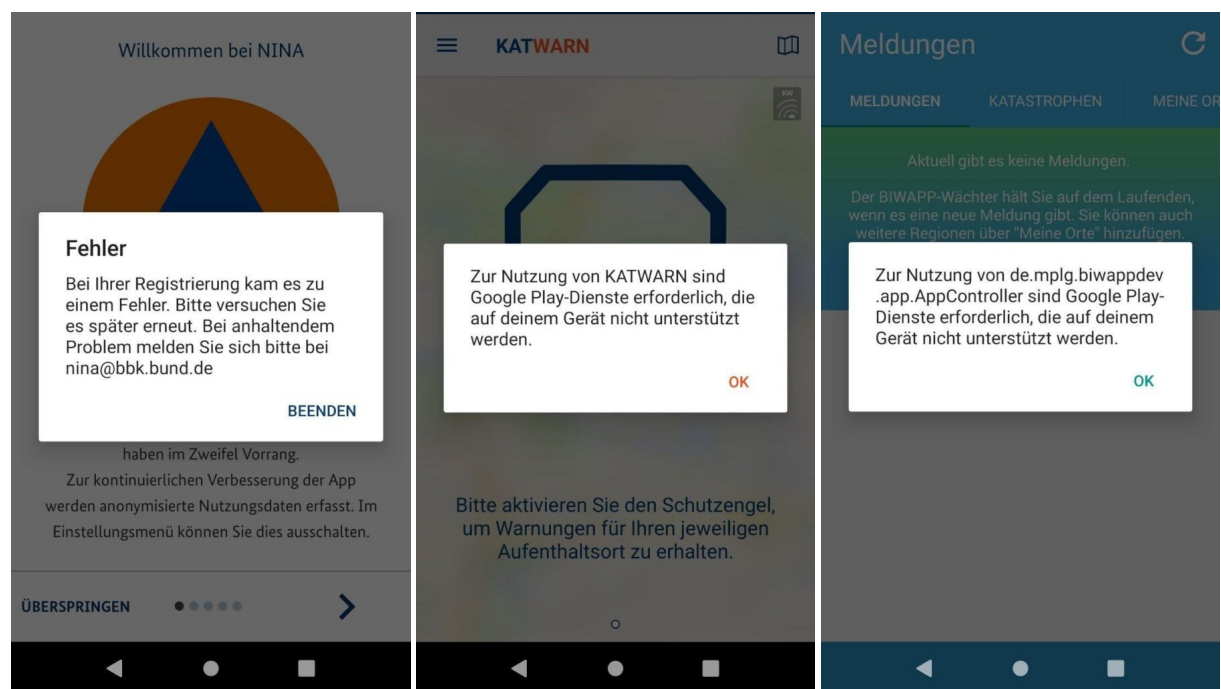 Willkommen bei NINA
Fehler
Bei Ihrer Registrierung kam es zu
einem Fehler. Bitte versuchen Sie
es später erneut. Bei anhaltendem
Problem melden Sie sich bitte bei
nina@bbk.bund.de
BEENDEN
haben im Zweifel Vorrang.
Zur kontinuierlichen Verbesserung der App
werden anonymisierte Nutzungsdaten erfasst. Im
Einstellungsmenü können Sie dies ausschalten.
ÜBERSPRINGEN
KATWARN
KW
Zur Nutzung von KATWARN sind
Google Play-Dienste erforderlich, die
auf deinem Gerät nicht unterstützt
werden.
OK
Bitte aktivieren Sie den Schutzengel,
um Warnungen für Ihren jeweiligen
Aufenthaltsort zu erhalten.
Meldungen
MELDUNGEN KATASTROPHEN MEINE OR
Aktuell gibt es keine Meldungen.
Der BIWAPP-Wächter hält Sie auf dem Laufenden,
wenn es eine neue Meldung gibt. Sie können auch
weitere Regionen über "Meine Orte" hinzufügen.
Zur Nutzung von de.mplg.biwappdev
.app.AppController sind Google Play-
Dienste erforderlich, die auf deinem
Gerät nicht unterstützt werden.
OK